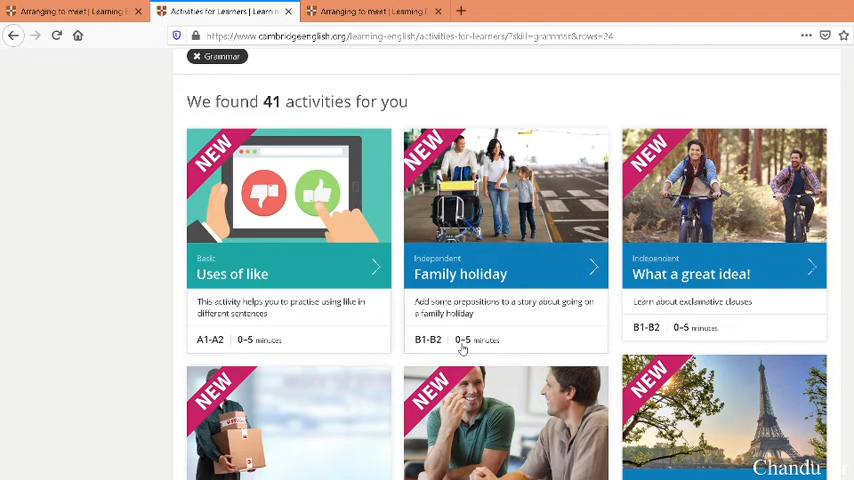 Arranging to meet | Learning E
Activities for Learners | Learnin
Arranging to meet | Learning E
https://www.cambridgeenglish.org/learning-english/activities-for-learners/?skill=grammar&rows=24
Grammar
We found 41 activities for you
NEW
NEW
NEW
Basic
Uses of like
Independent
Family holiday
Independent
What a great idea!
This activity helps you to practise using like in
different sentences
Add some prepositions to a story about going on
a family holiday
Learn about exclamative clauses
A1-A2 | 0-5 minutes
B1-B2 | 0-5 minutes
B1-B2 | 0-5 minutes
NEW
NEW
NEW
Chandu